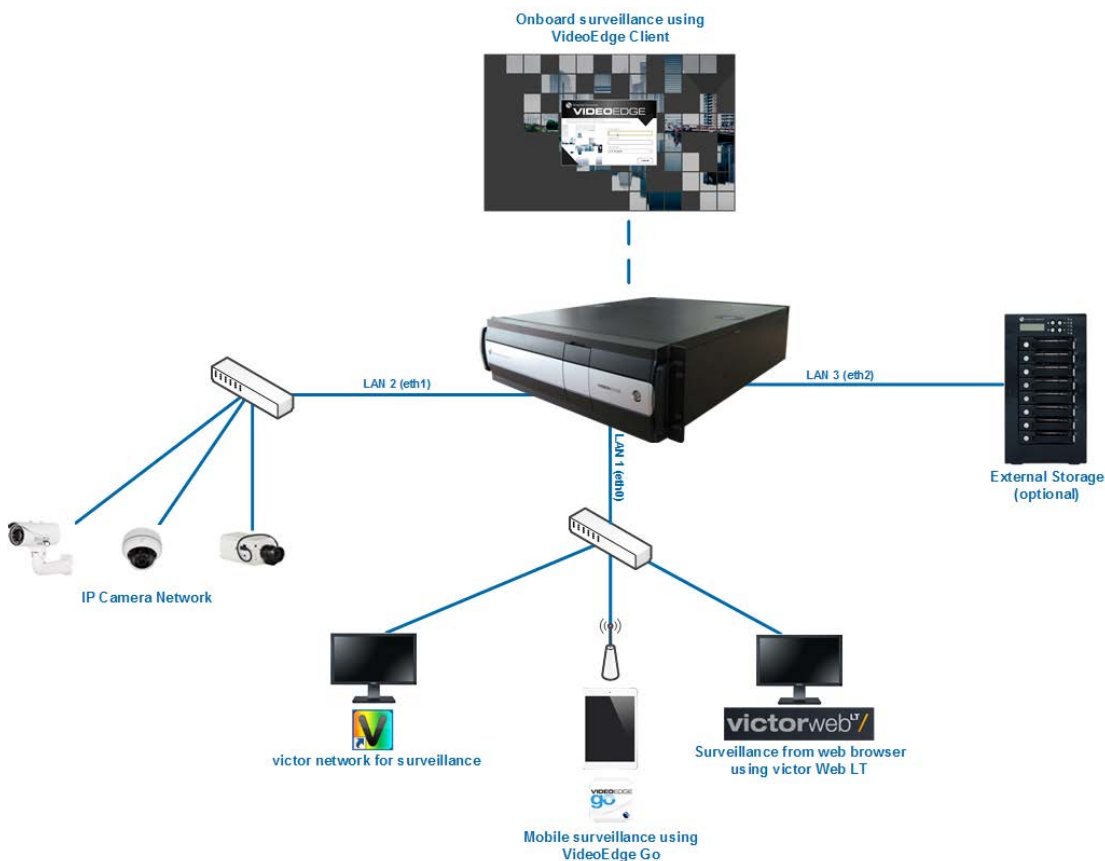 Onboard surveillance using
VideoEdge Client
VIDEOEDGE
LAN 2 (eth1)
LAN 3 (eth2)
LAN 1 (eth0)
External Storage
(optional)
IP Camera Network
victor network for surveillance
victorwebLT/
Surveillance from web browser
using victor Web LT
VIDEOEDGE
go
Mobile surveillance using
VideoEdge Go